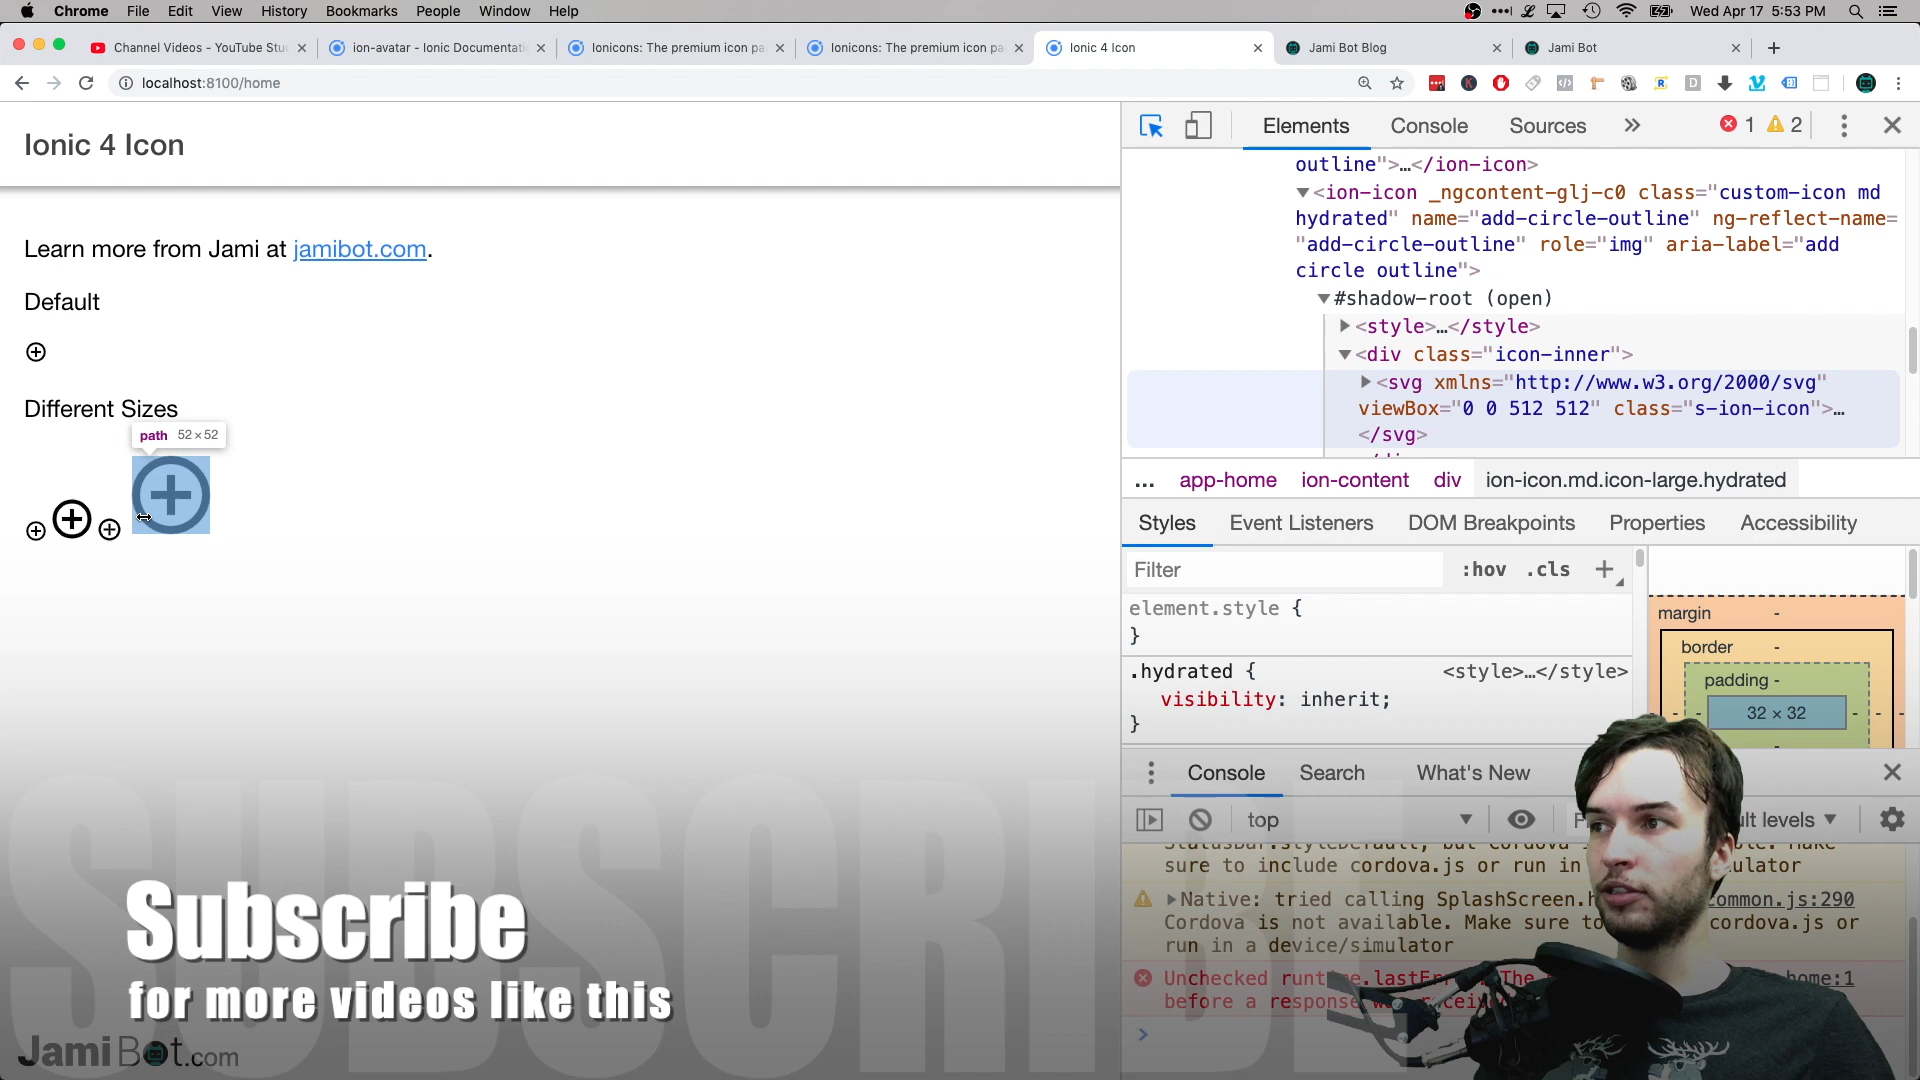 Chrome File Edit View History Bookmarks People Window Help
Wed Apr 17 5:53 PM
Channel Videos - YouTube Stu
ion-avatar - Ionic Documentati
Ionicons: The premium icon pa
Ionicons: The premium icon pa
Ionic 4 Icon
Jami Bot Blog
Jami Bot
localhost:8100/home
Ionic 4 Icon
Learn more from Jami at jamibot.com.
Default
Different Sizes
path 52×52
Elements Console Sources 1 2
outline">…</ion-icon>
<ion-icon _ngcontent-glj-c0 class="custom-icon md
hydrated" name="add-circle-outline" ng-reflect-name=
"add-circle-outline" role="img" aria-label="add
circle outline">
#shadow-root (open)
<style>…</style>
<div class="icon-inner">
<svg xmlns="http://www.w3.org/2000/svg"
viewBox="0 0 512 512" class="s-ion-icon">…
</svg>
... app-home ion-content div ion-icon.md.icon-large.hydrated
Styles Event Listeners DOM Breakpoints Properties Accessibility
Filter :hov .cls
element.style {
}
.hydrated { <style>…</style>
visibility: inherit;
}
margin -
border -
padding -
32 × 32
Console Search What's New
top
levels
sure to include cordova.js or run in
Native: tried calling common.js:290
Cordova is not available. Make sure to cordova.js or
run in a device/simulator
Unchecked home:1
before a
SUBSCRIBE
Subscribe
for more videos like this
JamiBot.com